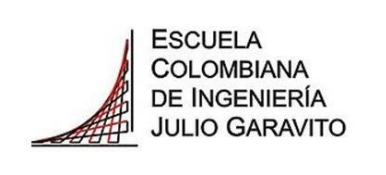 ESCUELA
COLOMBIANA
DE INGENIERÍA
JULIO GARAVITO